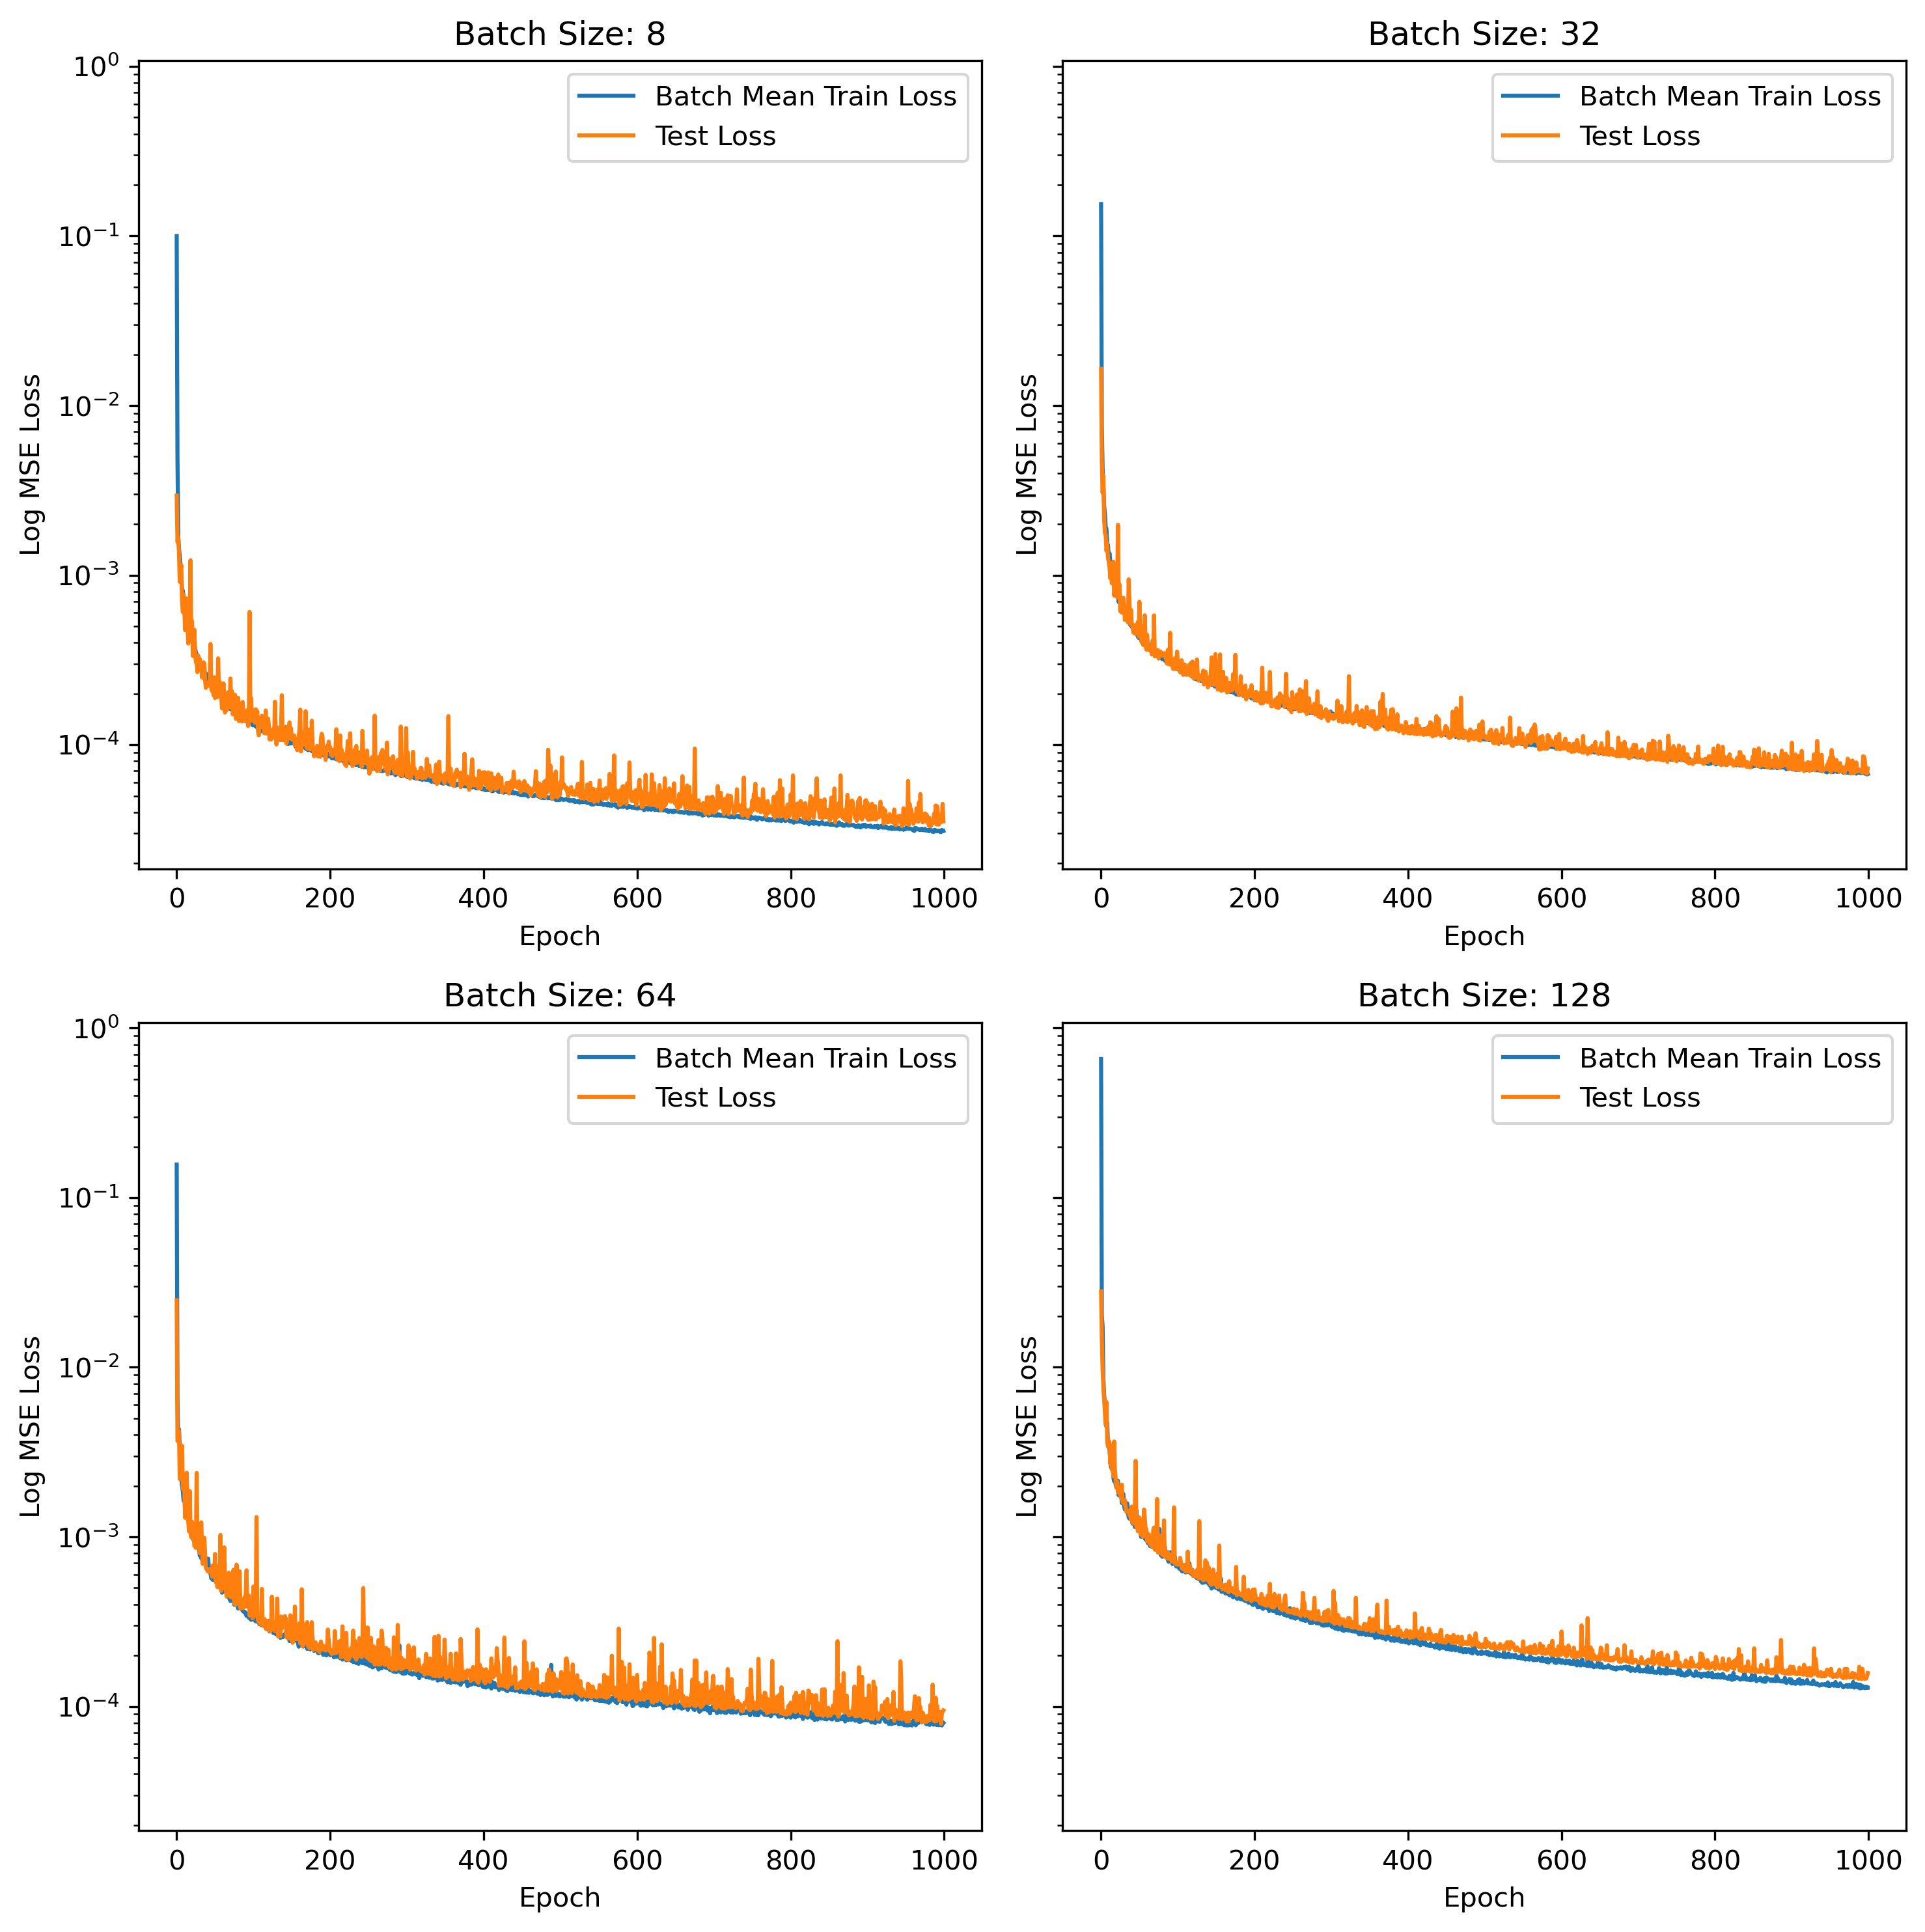 Batch Size: 8
10⁰
10⁻¹
10⁻²
10⁻³
10⁻⁴
Log MSE Loss
Batch Mean Train Loss
Test Loss
0 200 400 600 800 1000
Epoch
Batch Size: 32
Log MSE Loss
Batch Mean Train Loss
Test Loss
0 200 400 600 800 1000
Epoch
Batch Size: 64
10⁰
10⁻¹
10⁻²
10⁻³
10⁻⁴
Log MSE Loss
Batch Mean Train Loss
Test Loss
0 200 400 600 800 1000
Epoch
Batch Size: 128
Log MSE Loss
Batch Mean Train Loss
Test Loss
0 200 400 600 800 1000
Epoch